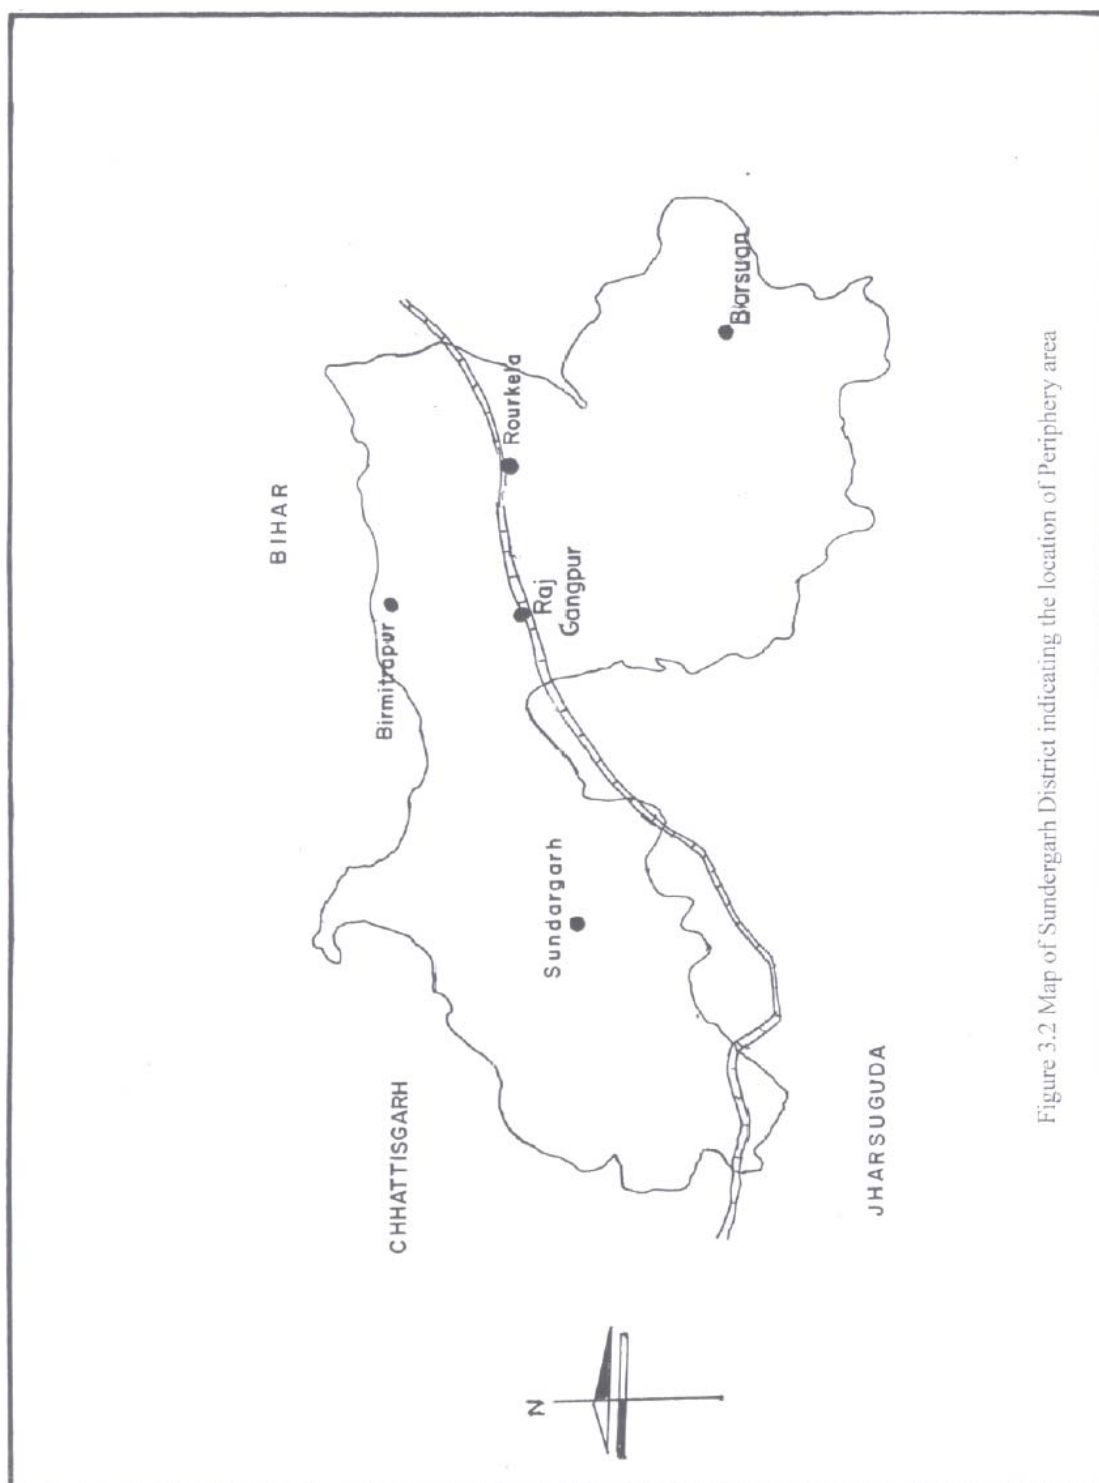 BIHAR
Birmitrapur
Rourkela
Raj
Gangpur
Barsuan
Sundargarh
CHHATTISGARH
JHARSUGUDA
N
Figure 3.2 Map of Sundergarh District indicating the location of Periphery area